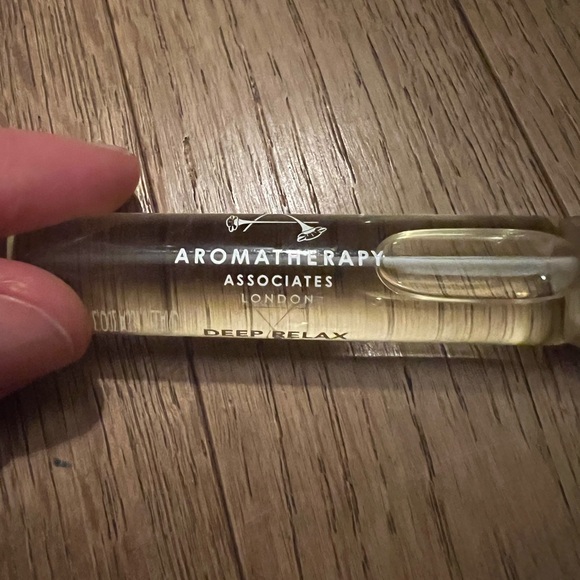 AROMATHERAPY
ASSOCIATES
LONDON
DEEP RELAX